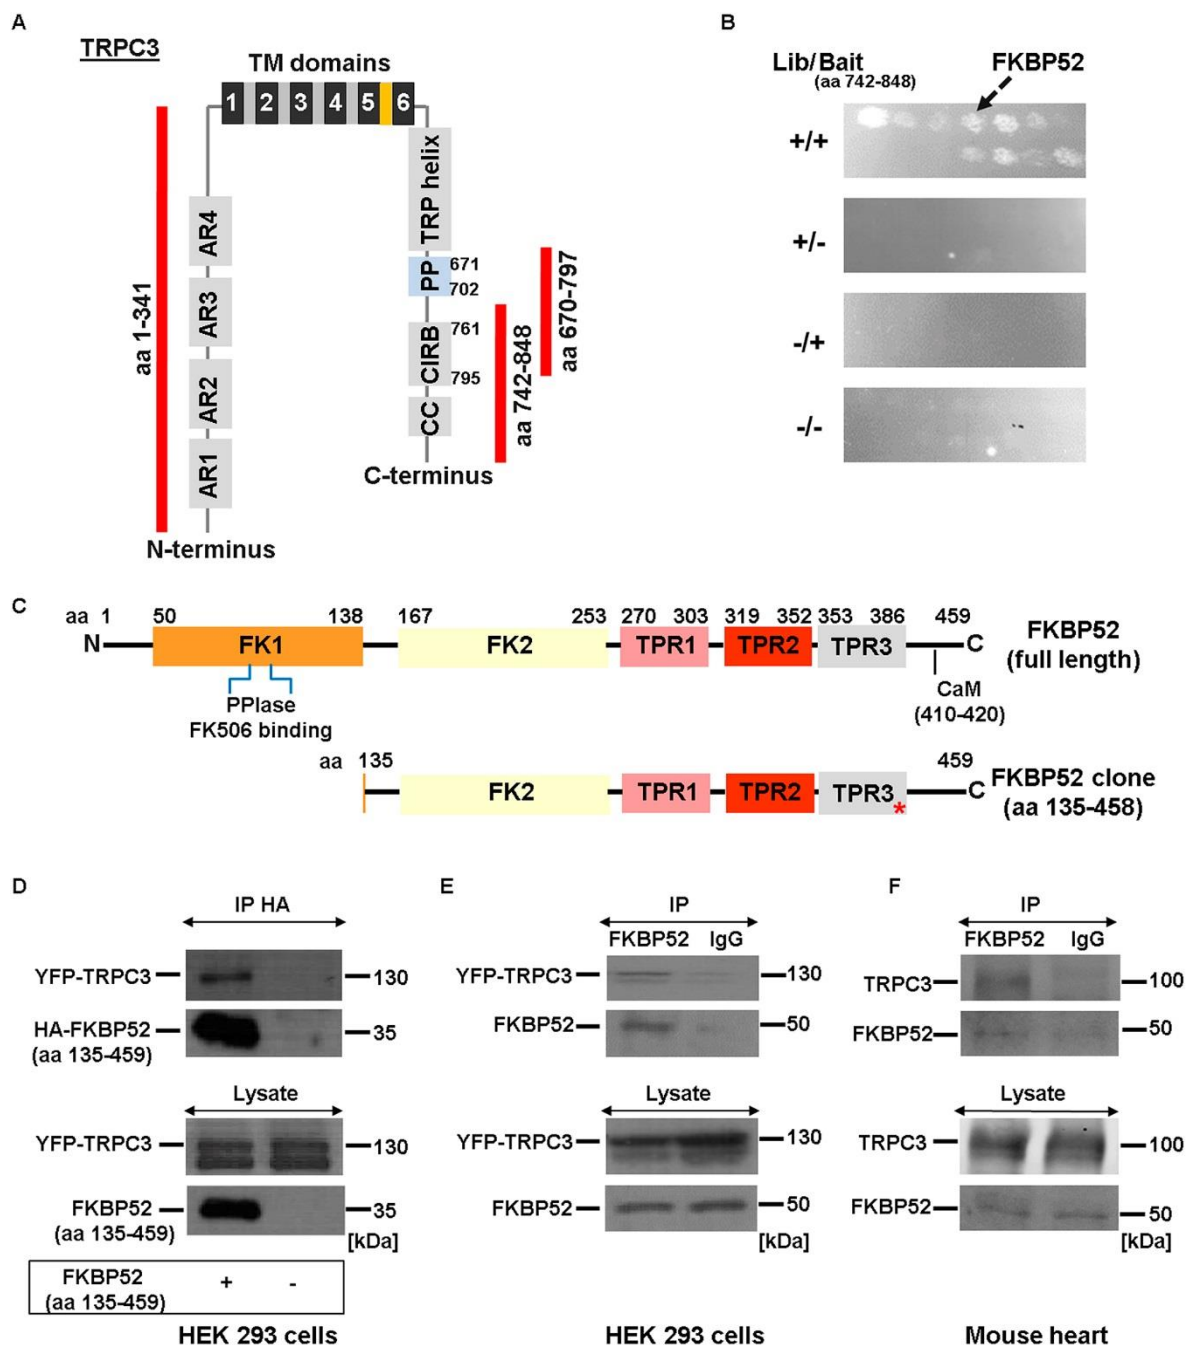 A
TRPC3
TM domains
1 2 3 4 5 6
aa 1-341
AR4
AR3
AR2
AR1
N-terminus
TRP helix
PP
671
702
CIRB
761
795
CC
C-terminus
aa 742-848
aa 670-797
B
Lib/Bait
(aa 742-848)
FKBP52
+/+
+/-
-/+
-/-
C
aa 1 50 138 167 253 270 303 319 352 353 386 459
N FK1 FK2 TPR1 TPR2 TPR3 C
FKBP52
(full length)
PPIase
FK506 binding
CaM
(410-420)
aa 135 459
FK2 TPR1 TPR2 TPR3 * C
FKBP52 clone
(aa 135-458)
D
IP HA
YFP-TRPC3 130
HA-FKBP52 35
(aa 135-459)
Lysate
YFP-TRPC3 130
FKBP52 35
(aa 135-459)
[kDa]
FKBP52 + -
(aa 135-459)
HEK 293 cells
E
IP
FKBP52 IgG
YFP-TRPC3 130
FKBP52 50
Lysate
YFP-TRPC3 130
FKBP52 50
[kDa]
HEK 293 cells
F
IP
FKBP52 IgG
TRPC3 100
FKBP52 50
Lysate
TRPC3 100
FKBP52 50
[kDa]
Mouse heart